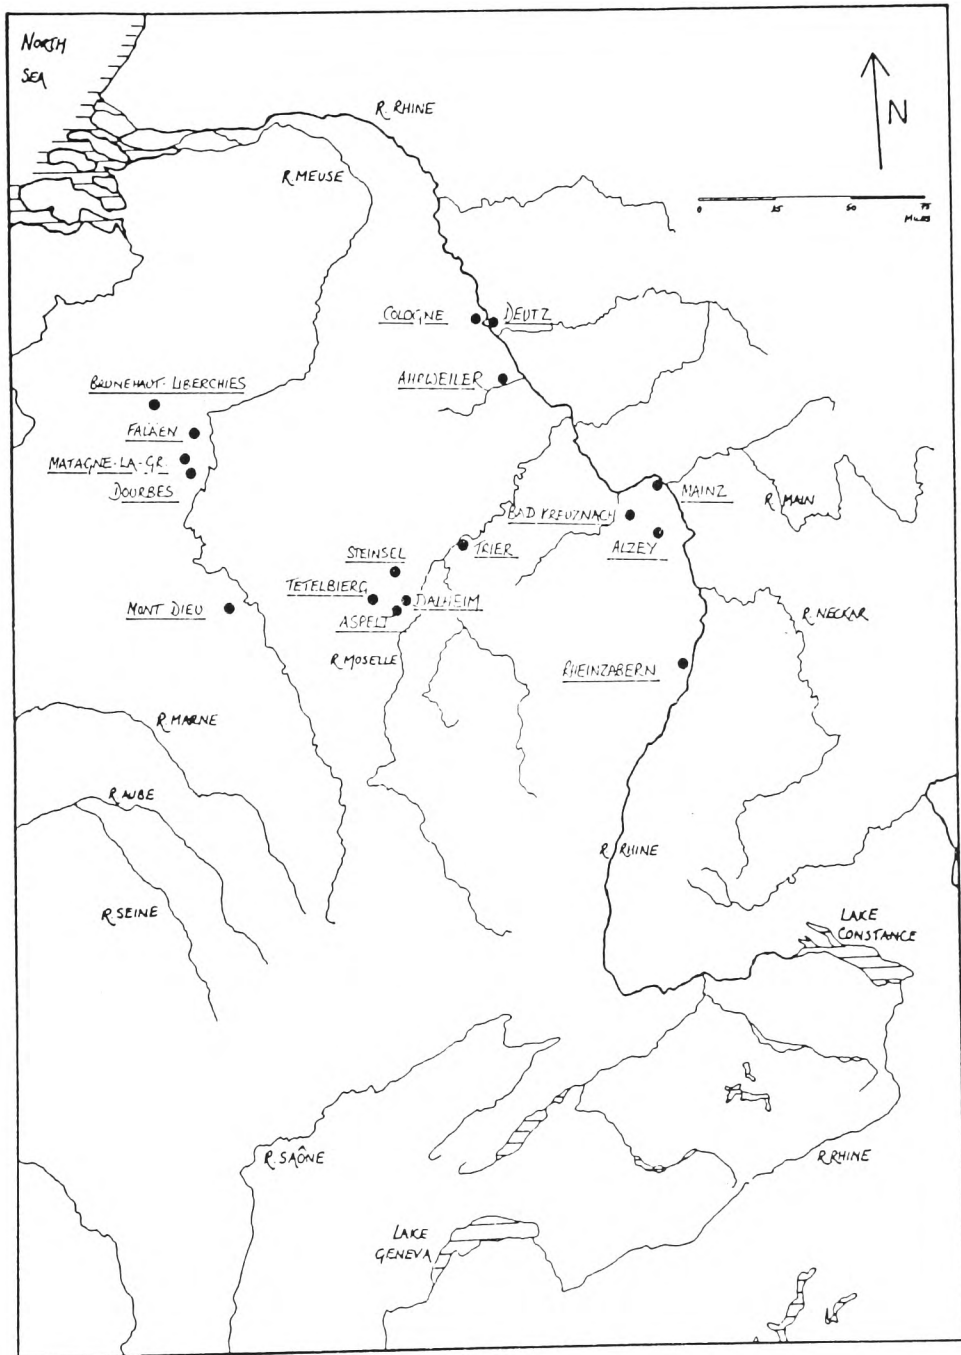 NORTH
SEA
N
R. RHINE
R. MEUSE
0 25 50 75
MILES
COLOGNE
DEUTZ
AHRWEILER
BRUNEHAUT-LIBERCHIES
FALÄEN
MATAGNE-LA-GR.
DOURBES
MAINZ
R. MAIN
BAD KREUZNACH
ALZEY
TRIER
STEINSEL
TETELBIERG
DALHEIM
ASPELT
MONT DIEU
R. NECKAR
R. MOSELLE
RHEINZABERN
R. MARNE
R. AUBE
R. RHINE
R. SEINE
LAKE
CONSTANCE
R. SAÔNE
R. RHINE
LAKE
GENEVA